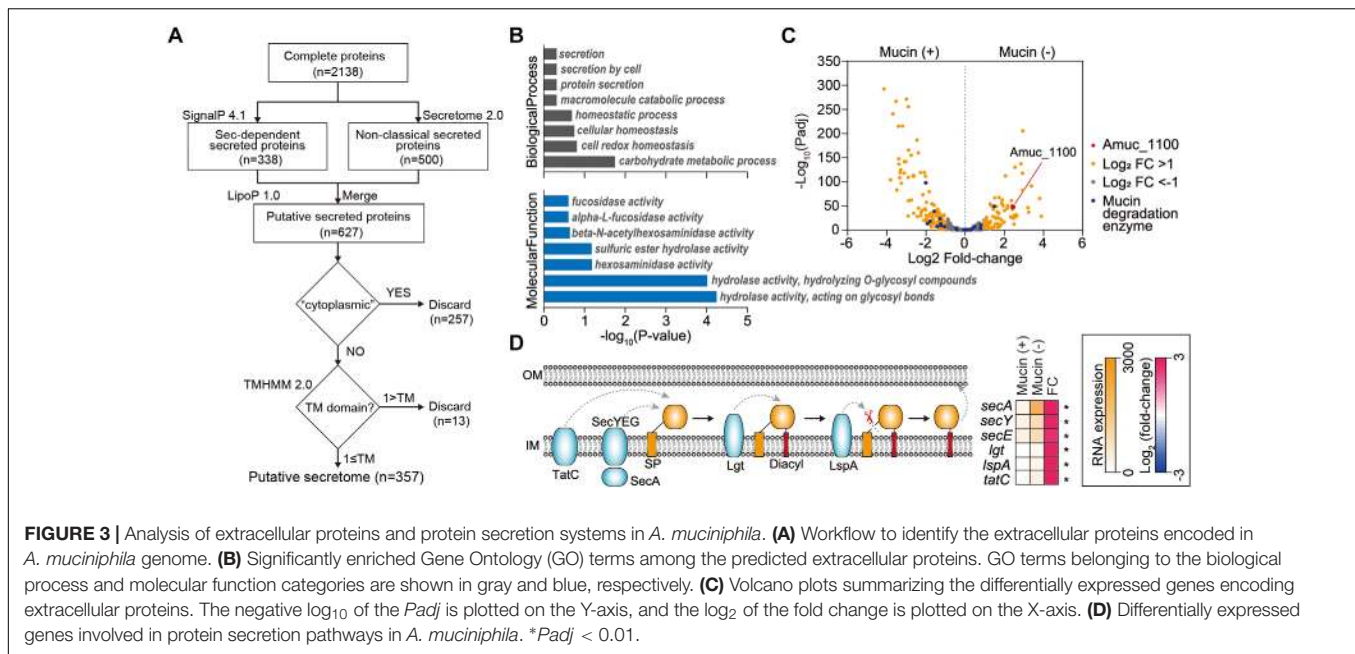 A
Complete proteins
(n=2138)
SignalP 4.1
Secretome 2.0
Sec-dependent
secreted proteins
(n=338)
Non-classical secreted
proteins
(n=500)
LipoP 1.0
Merge
Putative secreted proteins
(n=627)
"cytoplasmic"
YES
Discard
(n=257)
NO
TMHMM 2.0
TM domain?
1>TM
Discard
(n=13)
1≤TM
Putative secretome (n=357)
B
BiologicalProcess
secretion
secretion by cell
protein secretion
macromolecule catabolic process
homeostatic process
cellular homeostasis
cell redox homeostasis
carbohydrate metabolic process
MolecularFunction
fucosidase activity
alpha-L-fucosidase activity
beta-N-acetylhexosaminidase activity
sulfuric ester hydrolase activity
hexosaminidase activity
hydrolase activity, hydrolyzing O-glycosyl compounds
hydrolase activity, acting on glycosyl bonds
0 1 2 3 4 5
-log10(P-value)
C
Mucin (+) Mucin (-)
-Log10(Padj)
350
300
250
200
150
100
50
0
-6 -4 -2 0 2 4 6
Log2 Fold-change
Amuc_1100
Amuc_1100
Log₂ FC >1
Log₂ FC <-1
Mucin
degradation
enzyme
D
OM
IM
TatC
SecYEG
SecA
SP
Lgt
Diacyl
LspA
Mucin (+)
Mucin (-)
FC
secA *
secY *
secE *
lgt *
lspA *
tatC *
RNA expression
3000
0
Log₂ (fold-change)
3
-3
FIGURE 3 | Analysis of extracellular proteins and protein secretion systems in A. muciniphila. (A) Workflow to identify the extracellular proteins encoded in
A. muciniphila genome. (B) Significantly enriched Gene Ontology (GO) terms among the predicted extracellular proteins. GO terms belonging to the biological
process and molecular function categories are shown in gray and blue, respectively. (C) Volcano plots summarizing the differentially expressed genes encoding
extracellular proteins. The negative log10 of the Padj is plotted on the Y-axis, and the log2 of the fold change is plotted on the X-axis. (D) Differentially expressed
genes involved in protein secretion pathways in A. muciniphila. *Padj < 0.01.